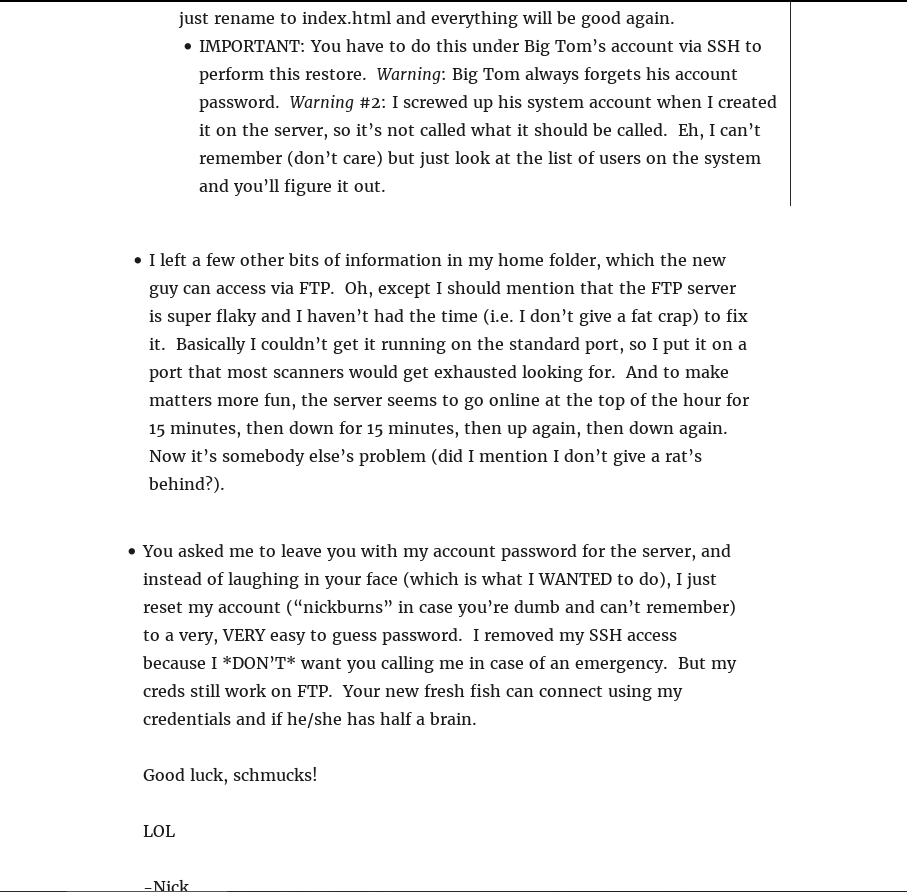 just rename to index.html and everything will be good again.
• IMPORTANT: You have to do this under Big Tom’s account via SSH to
perform this restore.  Warning: Big Tom always forgets his account
password.  Warning #2: I screwed up his system account when I created
it on the server, so it’s not called what it should be called.  Eh, I can’t
remember (don’t care) but just look at the list of users on the system
and you’ll figure it out.
• I left a few other bits of information in my home folder, which the new
guy can access via FTP.  Oh, except I should mention that the FTP server
is super flaky and I haven’t had the time (i.e. I don’t give a fat crap) to fix
it.  Basically I couldn’t get it running on the standard port, so I put it on a
port that most scanners would get exhausted looking for.  And to make
matters more fun, the server seems to go online at the top of the hour for
15 minutes, then down for 15 minutes, then up again, then down again.
Now it’s somebody else’s problem (did I mention I don’t give a rat’s
behind?).
• You asked me to leave you with my account password for the server, and
instead of laughing in your face (which is what I WANTED to do), I just
reset my account (“nickburns” in case you’re dumb and can’t remember)
to a very, VERY easy to guess password.  I removed my SSH access
because I *DON’T* want you calling me in case of an emergency.  But my
creds still work on FTP.  Your new fresh fish can connect using my
credentials and if he/she has half a brain.
Good luck, schmucks!
LOL
-Nick